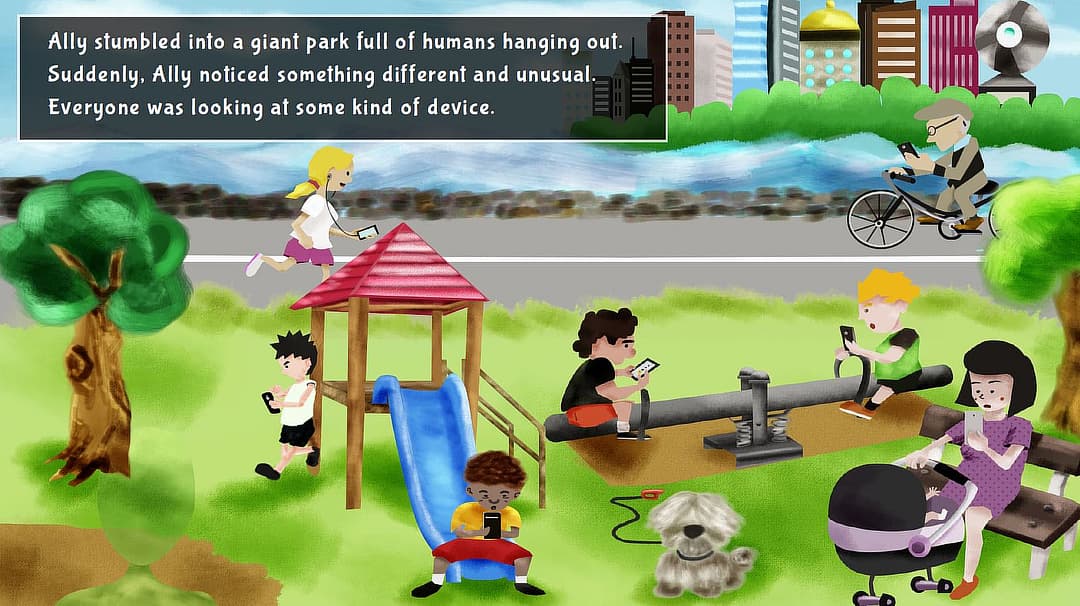 Ally stumbled into a giant park full of humans hanging out.
Suddenly, Ally noticed something different and unusual.
Everyone was looking at some kind of device.